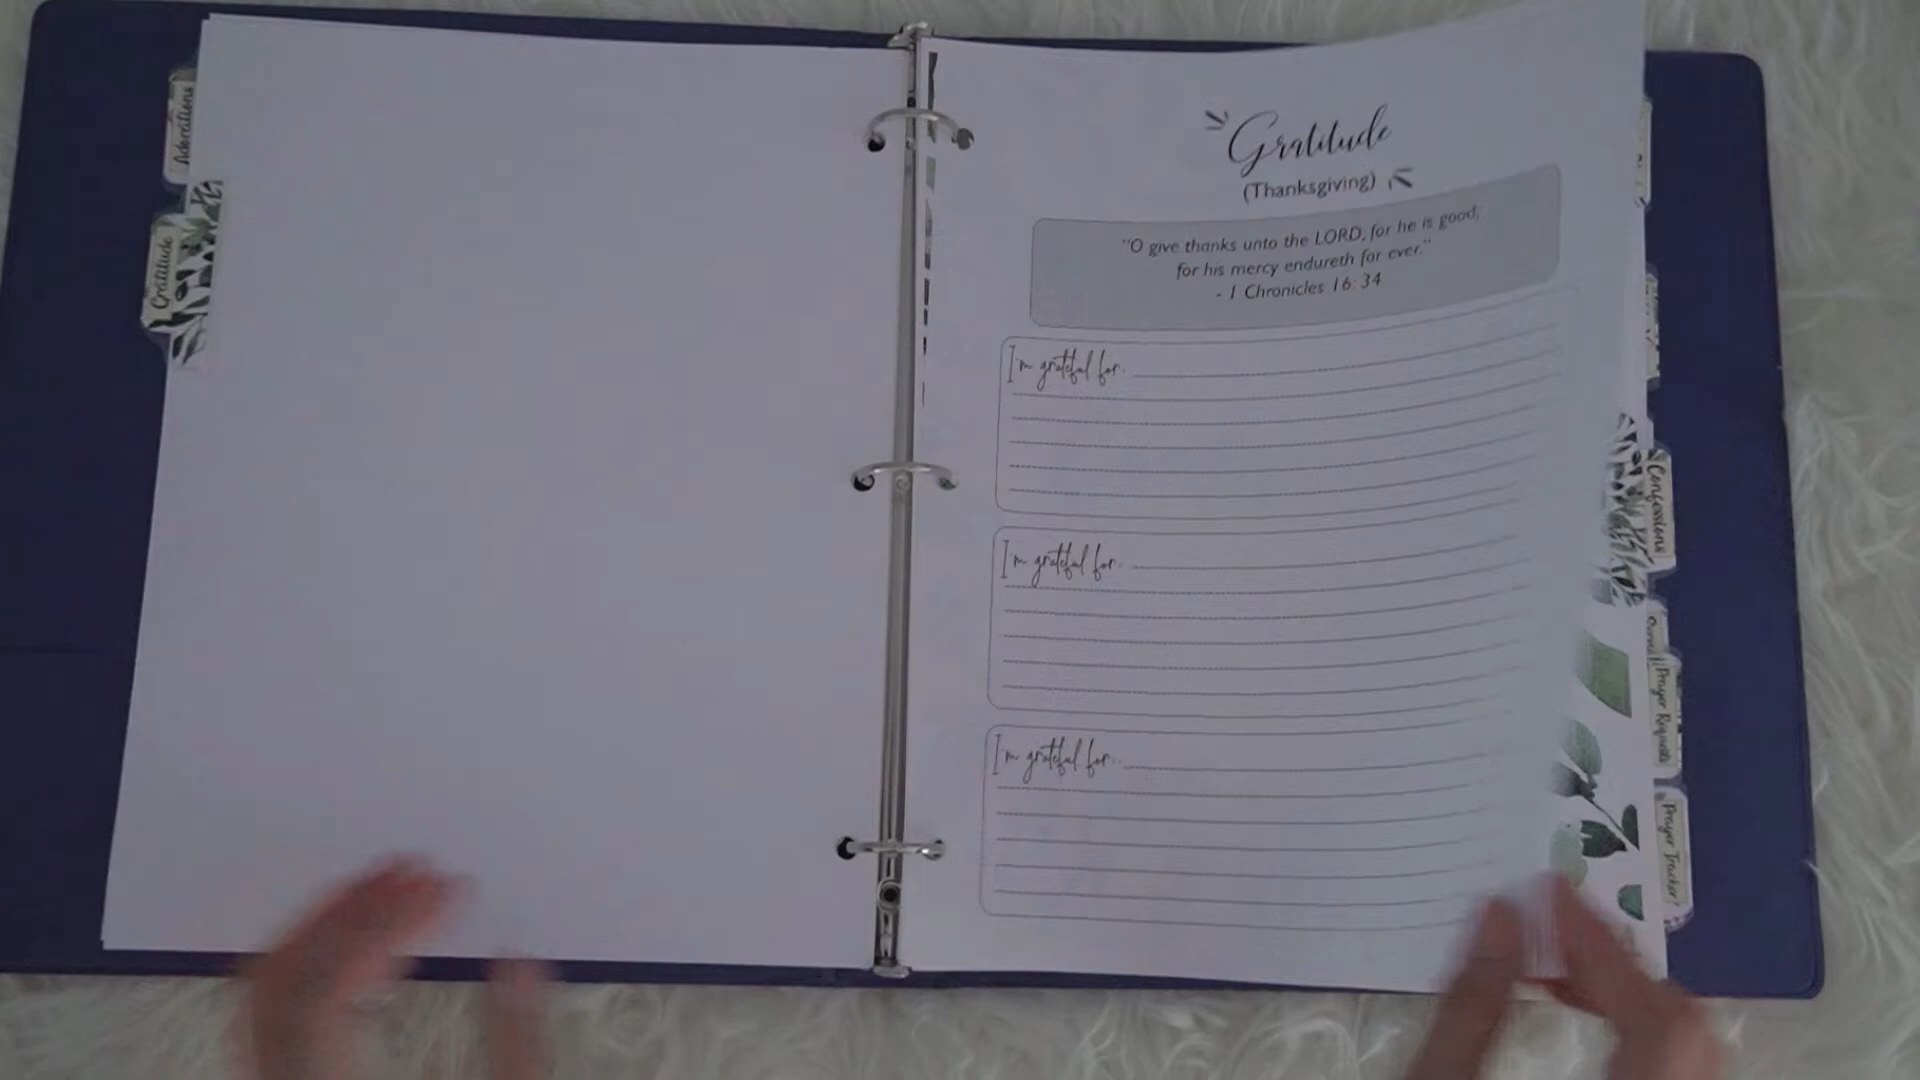 Adorations
Gratitude
Gratitude
(Thanksgiving)
"O give thanks unto the LORD, for he is good,
for his mercy endureth for ever."
- 1 Chronicles 16:34
I'm grateful for:
I'm grateful for:
I'm grateful for:
Confessions
Prayer Requests
Prayer Tracker